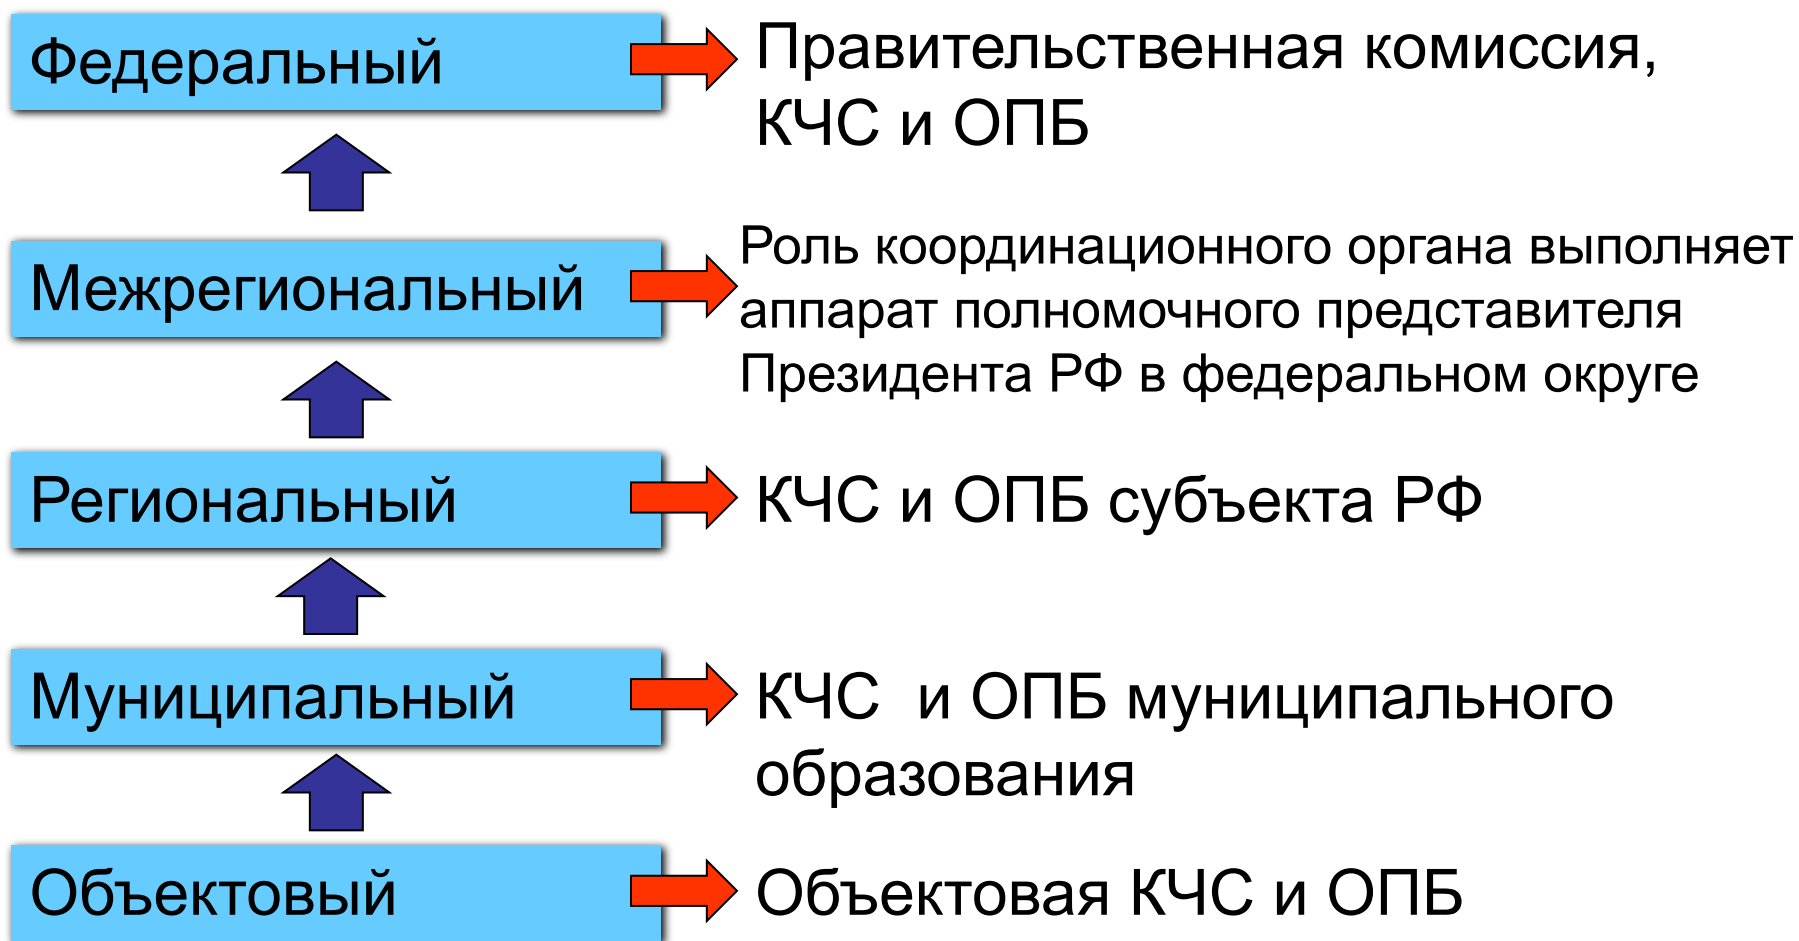 Федеральный
Правительственная комиссия,
КЧС и ОПБ
Межрегиональный
Роль координационного органа выполняет
аппарат полномочного представителя
Президента РФ в федеральном округе
Региональный
КЧС и ОПБ субъекта РФ
Муниципальный
КЧС и ОПБ муниципального
образования
Объектовый
Объектовая КЧС и ОПБ